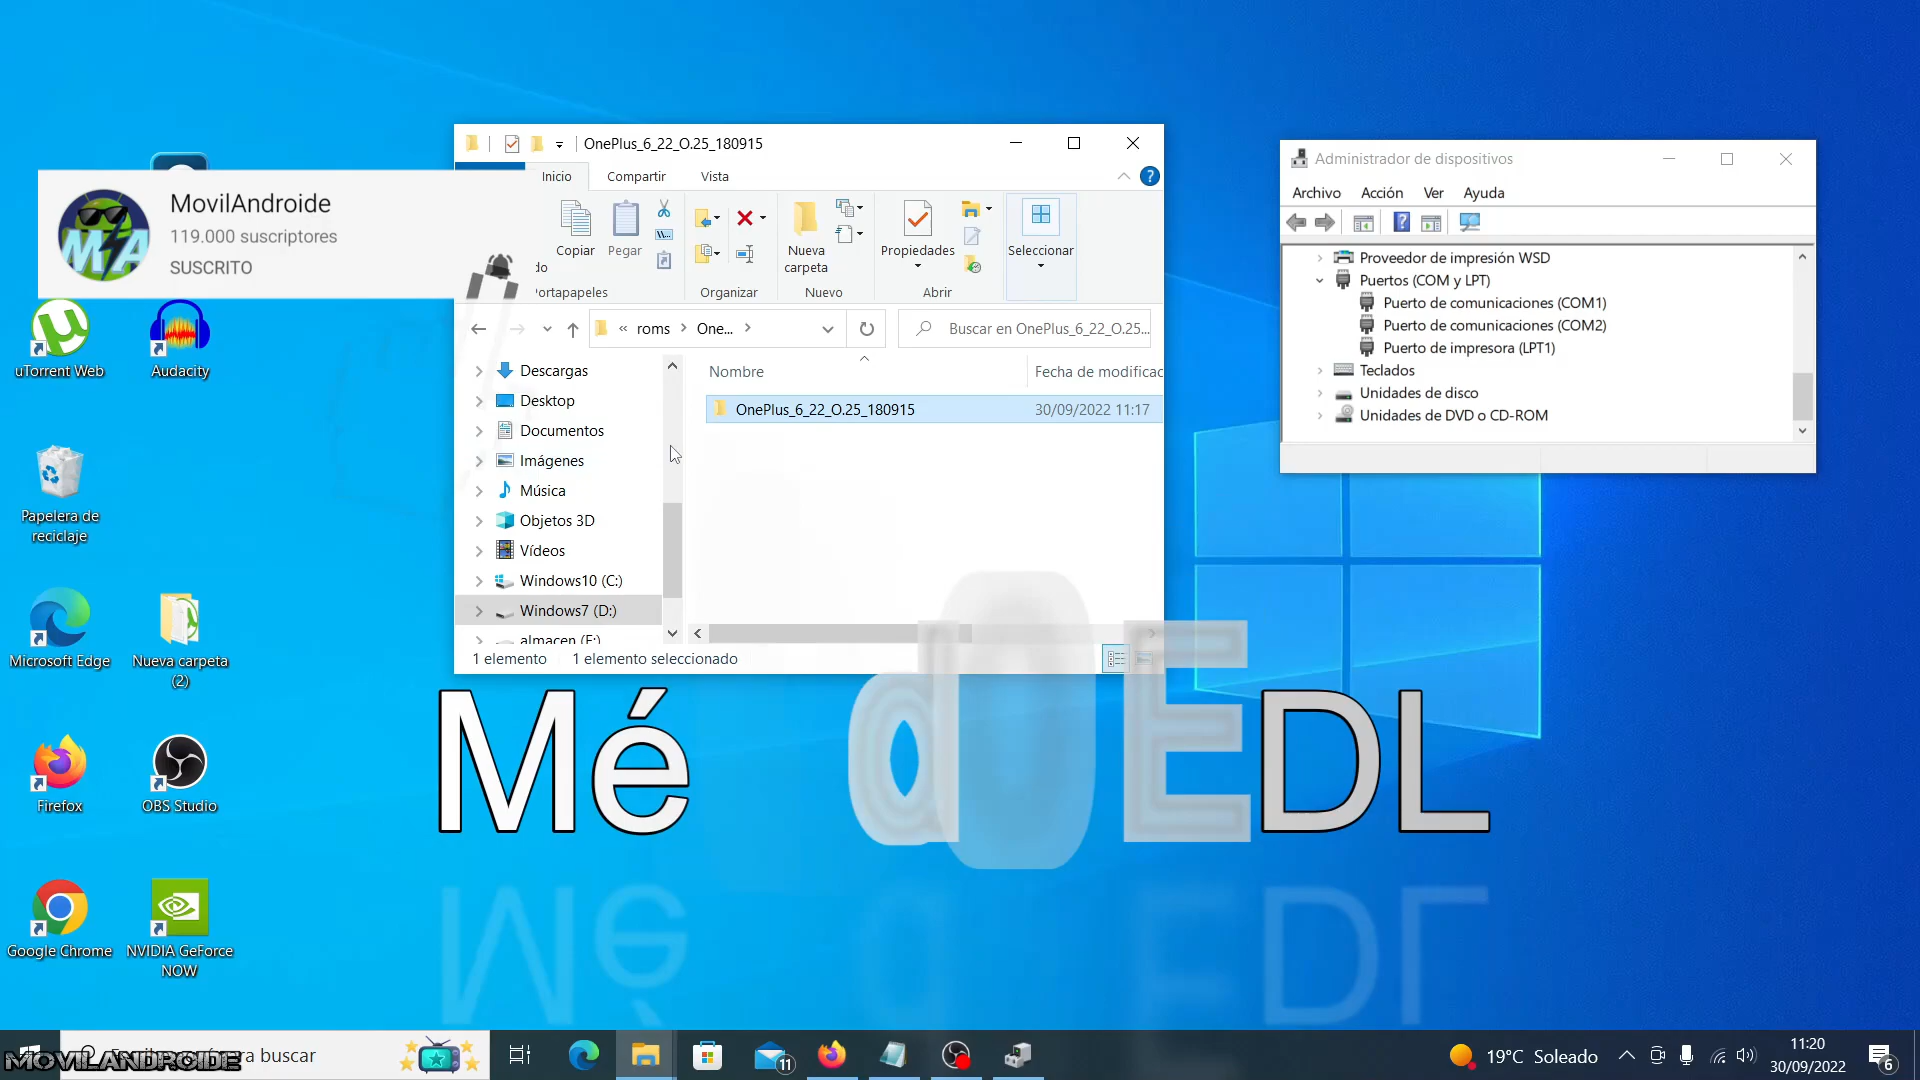 OnePlus_6_22_O.25_180915
Inicio
Compartir
Vista
MovilAndroide
119.000 suscriptores
SUSCRITO
Copiar
Pegar
do
Portapapeles
Organizar
Nueva
carpeta
Nuevo
Propiedades
Abrir
Seleccionar
roms
One...
Buscar en OnePlus_6_22_O.25...
Descargas
Desktop
Documentos
Imágenes
Música
Objetos 3D
Vídeos
Windows10 (C:)
Windows7 (D:)
almacen (E:)
Nombre
Fecha de modificac
OnePlus_6_22_O.25_180915
30/09/2022 11:17
1 elemento
1 elemento seleccionado
Administrador de dispositivos
Archivo
Acción
Ver
Ayuda
Proveedor de impresión WSD
Puertos (COM y LPT)
Puerto de comunicaciones (COM1)
Puerto de comunicaciones (COM2)
Puerto de impresora (LPT1)
Teclados
Unidades de disco
Unidades de DVD o CD-ROM
uTorrent Web
Audacity
Papelera de
reciclaje
Microsoft Edge
Nueva carpeta
(2)
Firefox
OBS Studio
Google Chrome
NVIDIA GeForce
NOW
Mé d EDL
MOVILANDROIDE
para buscar
11
19°C Soleado
11:20
30/09/2022
6